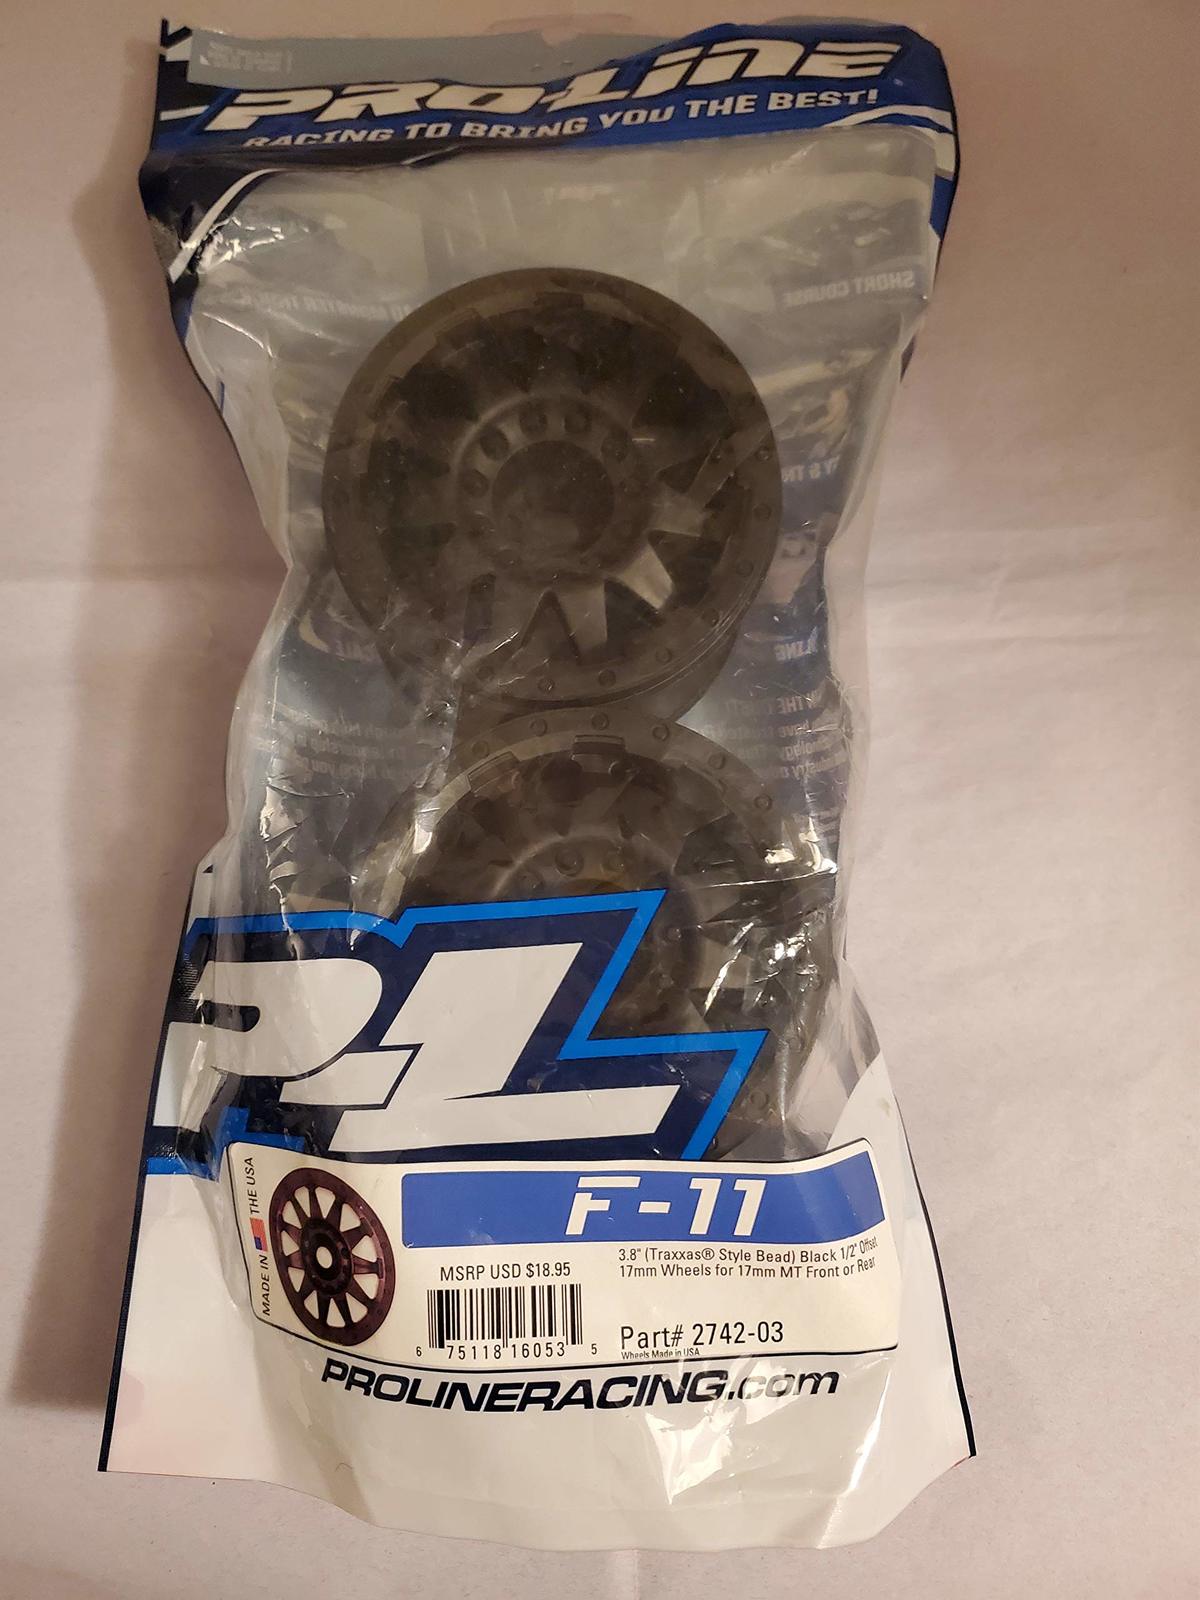 PRO-LINE
RACING TO BRING YOU THE BEST!
SHORT COURSE
PL
MADE IN THE USA
F-11
3.8" (Traxxas® Style Bead) Black 1/2" Offset
17mm Wheels for 17mm MT Front or Rear
MSRP USD $18.95
6 75118 16053 5
Part# 2742-03
Wheels Made in USA
PROLINERACING.com